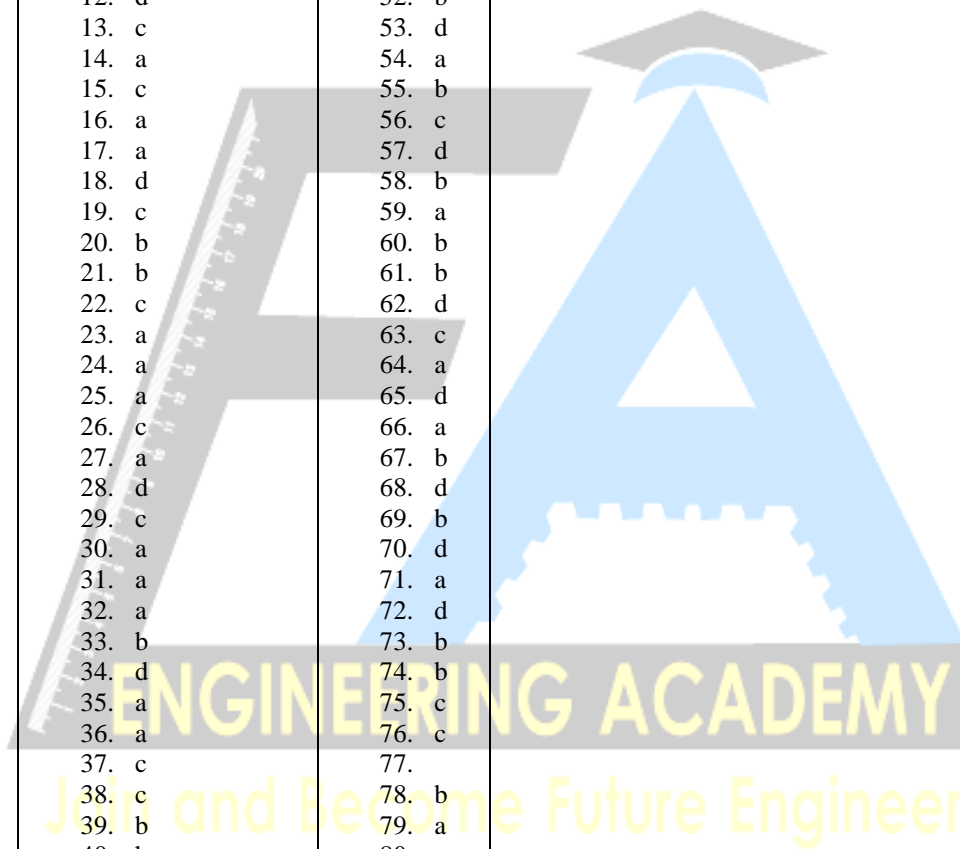 12. d
13. c
14. a
15. c
16. a
17. a
18. d
19. c
20. b
21. b
22. c
23. a
24. a
25. a
26. c
27. a
28. d
29. c
30. a
31. a
32. a
33. b
34. d
35. a
36. a
37. c
38. c
39. b
52. b
53. d
54. a
55. b
56. c
57. d
58. b
59. a
60. b
61. b
62. d
63. c
64. a
65. d
66. a
67. b
68. d
69. b
70. d
71. a
72. d
73. b
74. b
75. c
76. c
77.
78. b
79. a
ENGINEERING ACADEMY
Join and Become Future Engineer